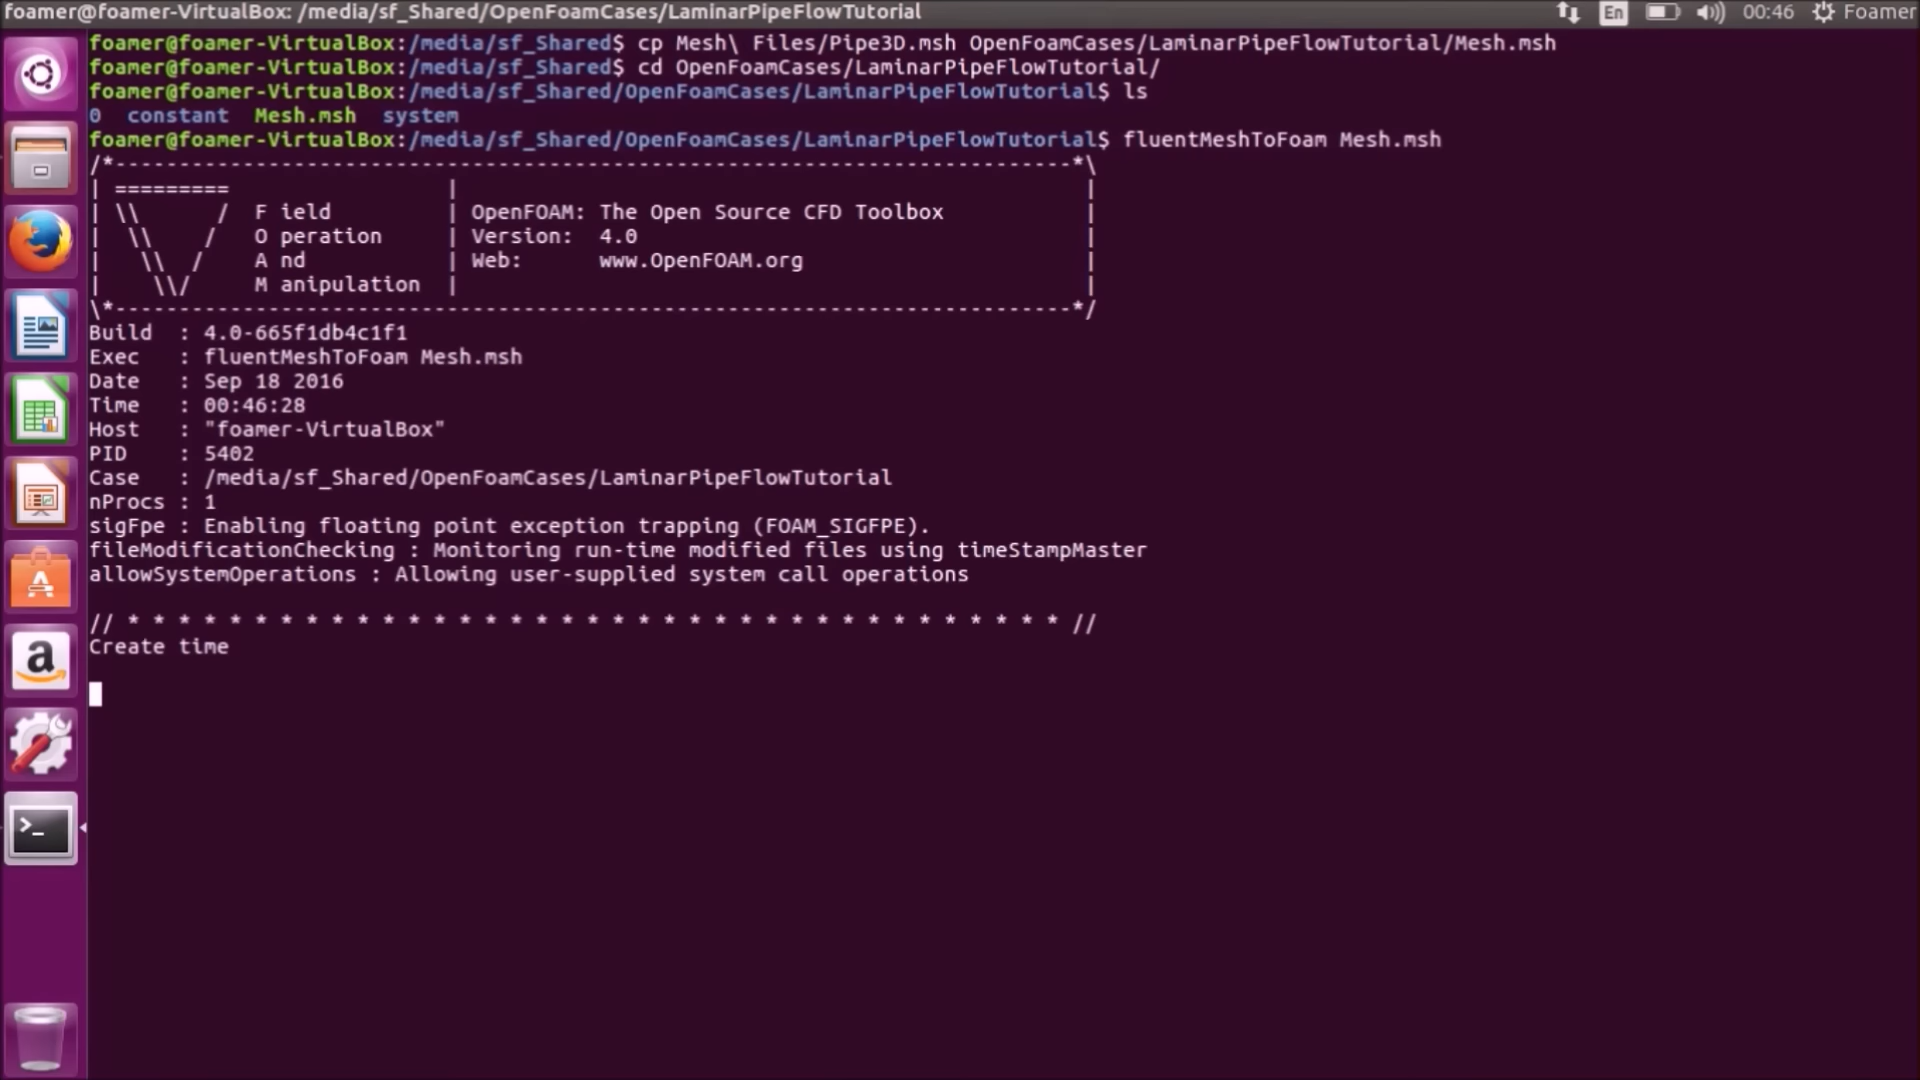 foamer@foamer-VirtualBox: /media/sf_Shared/OpenFoamCases/LaminarPipeFlowTutorial En 00:46 Foamer
foamer@foamer-VirtualBox:/media/sf_Shared$ cp Mesh\ Files/Pipe3D.msh OpenFoamCases/LaminarPipeFlowTutorial/Mesh.msh
foamer@foamer-VirtualBox:/media/sf_Shared$ cd OpenFoamCases/LaminarPipeFlowTutorial/
foamer@foamer-VirtualBox:/media/sf_Shared/OpenFoamCases/LaminarPipeFlowTutorial$ ls
0  constant  Mesh.msh  system
foamer@foamer-VirtualBox:/media/sf_Shared/OpenFoamCases/LaminarPipeFlowTutorial$ fluentMeshToFoam Mesh.msh
/*---------------------------------------------------------------------------*\
| =========                 |                                                 |
| \\      /  F ield         | OpenFOAM: The Open Source CFD Toolbox           |
|  \\    /   O peration     | Version:  4.0                                   |
|   \\  /    A nd           | Web:      www.OpenFOAM.org                      |
|    \\/     M anipulation  |                                                 |
\*---------------------------------------------------------------------------*/
Build  : 4.0-665f1db4c1f1
Exec   : fluentMeshToFoam Mesh.msh
Date   : Sep 18 2016
Time   : 00:46:28
Host   : "foamer-VirtualBox"
PID    : 5402
Case   : /media/sf_Shared/OpenFoamCases/LaminarPipeFlowTutorial
nProcs : 1
sigFpe : Enabling floating point exception trapping (FOAM_SIGFPE).
fileModificationChecking : Monitoring run-time modified files using timeStampMaster
allowSystemOperations : Allowing user-supplied system call operations
// * * * * * * * * * * * * * * * * * * * * * * * * * * * * * * * * * * * * * //
Create time